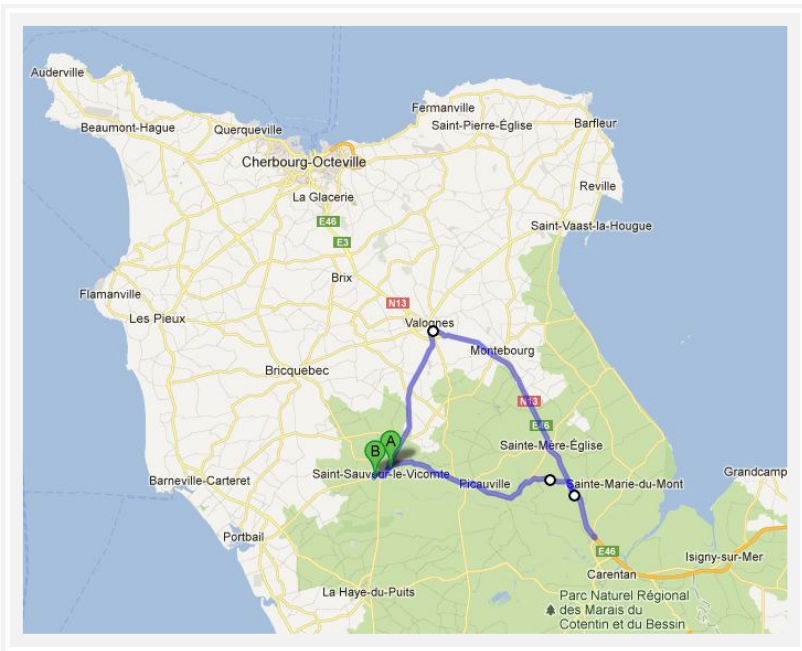 Auderville
Fermanville
Beaumont-Hague
Querqueville
Saint-Pierre-Église
Barfleur
Cherbourg-Octeville
Reville
La Glacerie
E46
Saint-Vaast-la-Hougue
E3
Brix
Flamanville
N13
Les Pieux
Valognes
Montebourg
Bricquebec
N13
E46
B
A
Sainte-Mère-Église
Saint-Sauveur-le-Vicomte
Grandcamp
Barneville-Carteret
Picauville
Sainte-Marie-du-Mont
Portbail
E46
Isigny-sur-Mer
Carentan
La Haye-du-Puits
Parc Naturel Régional
des Marais du
Cotentin et du Bessin